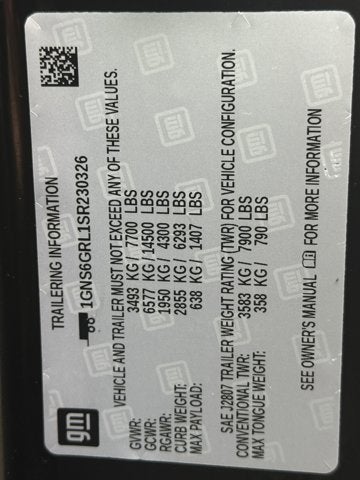 gm
TRAILERING INFORMATION
1GNS6GRL1SR230326
VEHICLE AND TRAILER MUST NOT EXCEED ANY OF THESE VALUES.
GVWR: 3493 KG/ 7700 LBS
GCWR: 6577 KG/14500 LBS
RGAWR: 1950 KG/ 4300 LBS
CURB WEIGHT: 2855 KG/ 6293 LBS
MAX PAYLOAD: 638 KG/ 1407 LBS
SAE J2807 TRAILER WEIGHT RATING (TWR) FOR VEHICLE CONFIGURATION.
CONVENTIONAL TWR: 3583 KG/ 7900 LBS
MAX TONGUE WEIGHT: 358 KG/ 790 LBS
SEE OWNER'S MANUAL FOR MORE INFORMATION